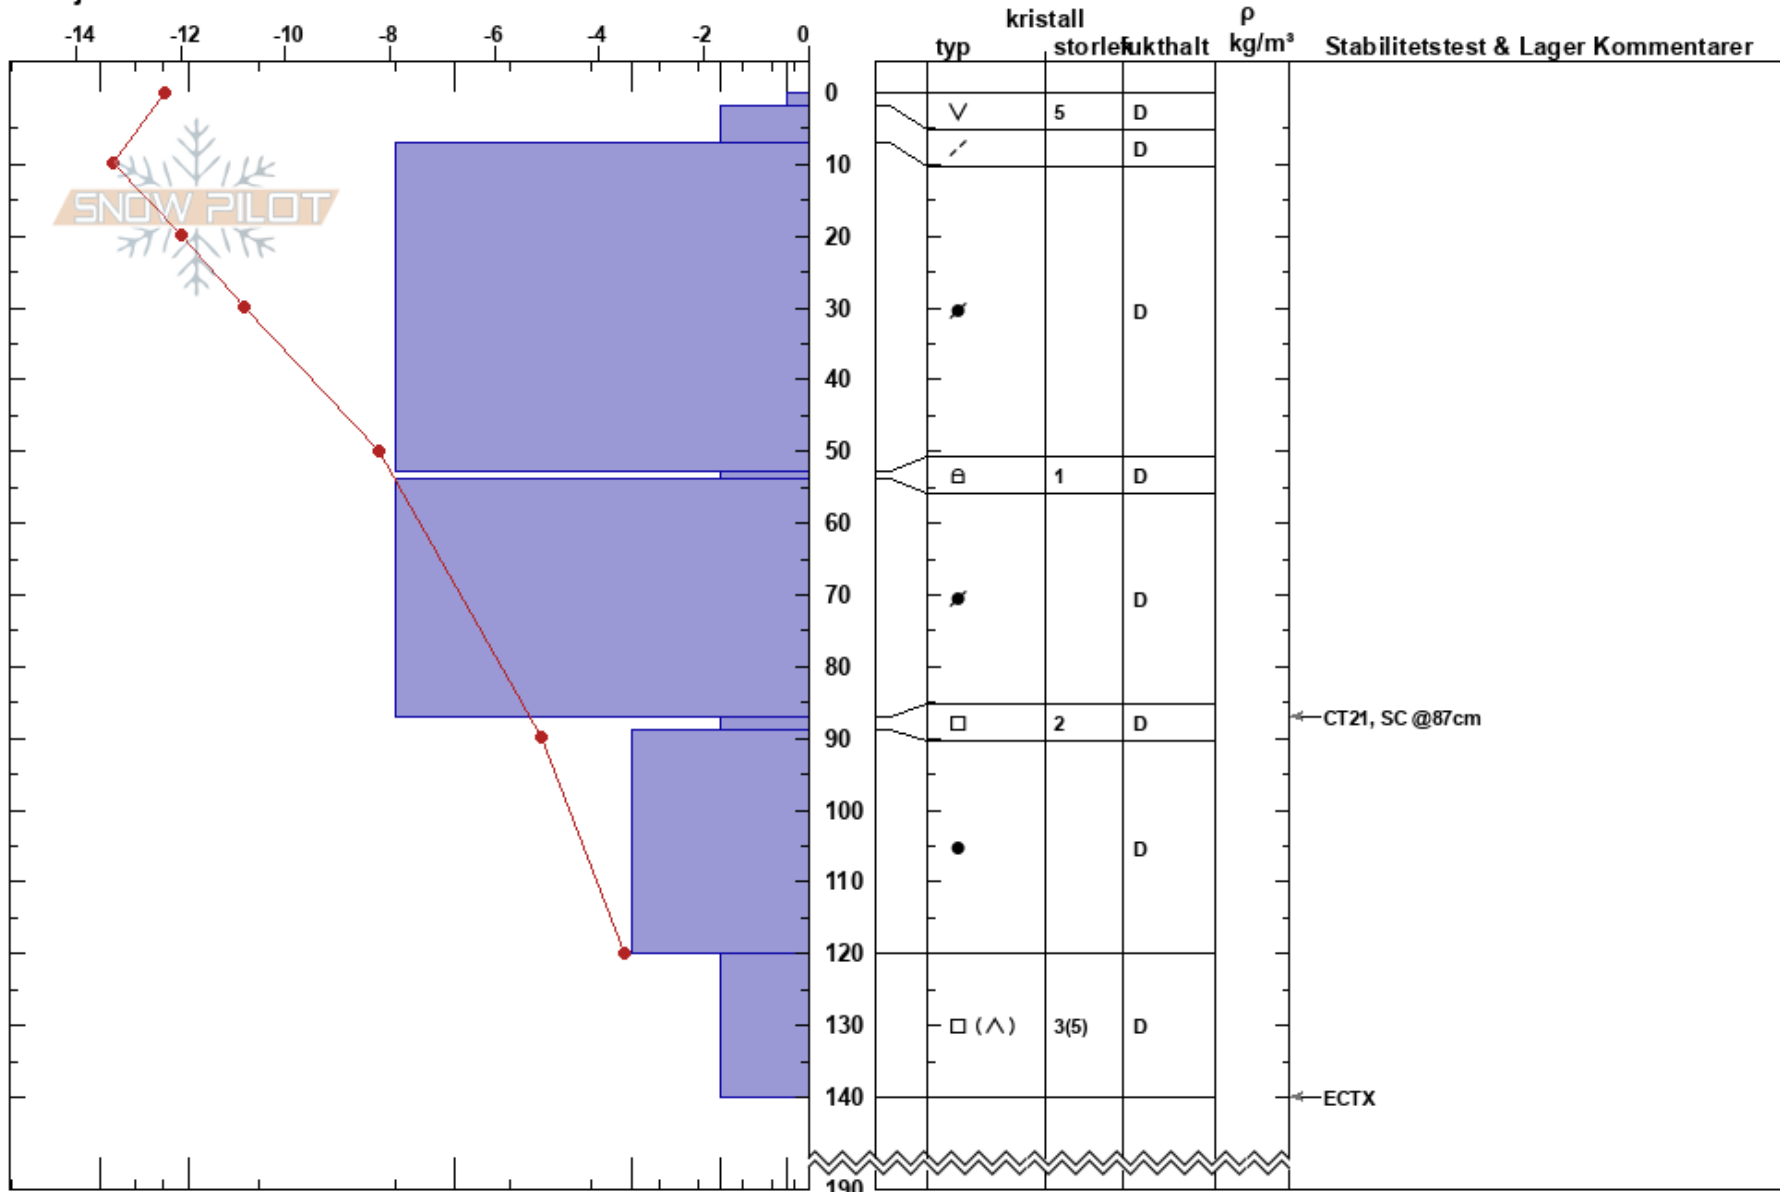 kristall
ρ
-14 -12 -10 -8 -6 -4 -2 0
typ storlek fukthalt kg/m³ Stabilitetstest & Lager Kommentarer
0
5 D
D
10
SNOW PILOT
20
30 D
40
50
1 D
60
70 D
80
2 D CT21, SC @87cm
90
100
D
110
120
130 3(5) D
140 ECTX
190